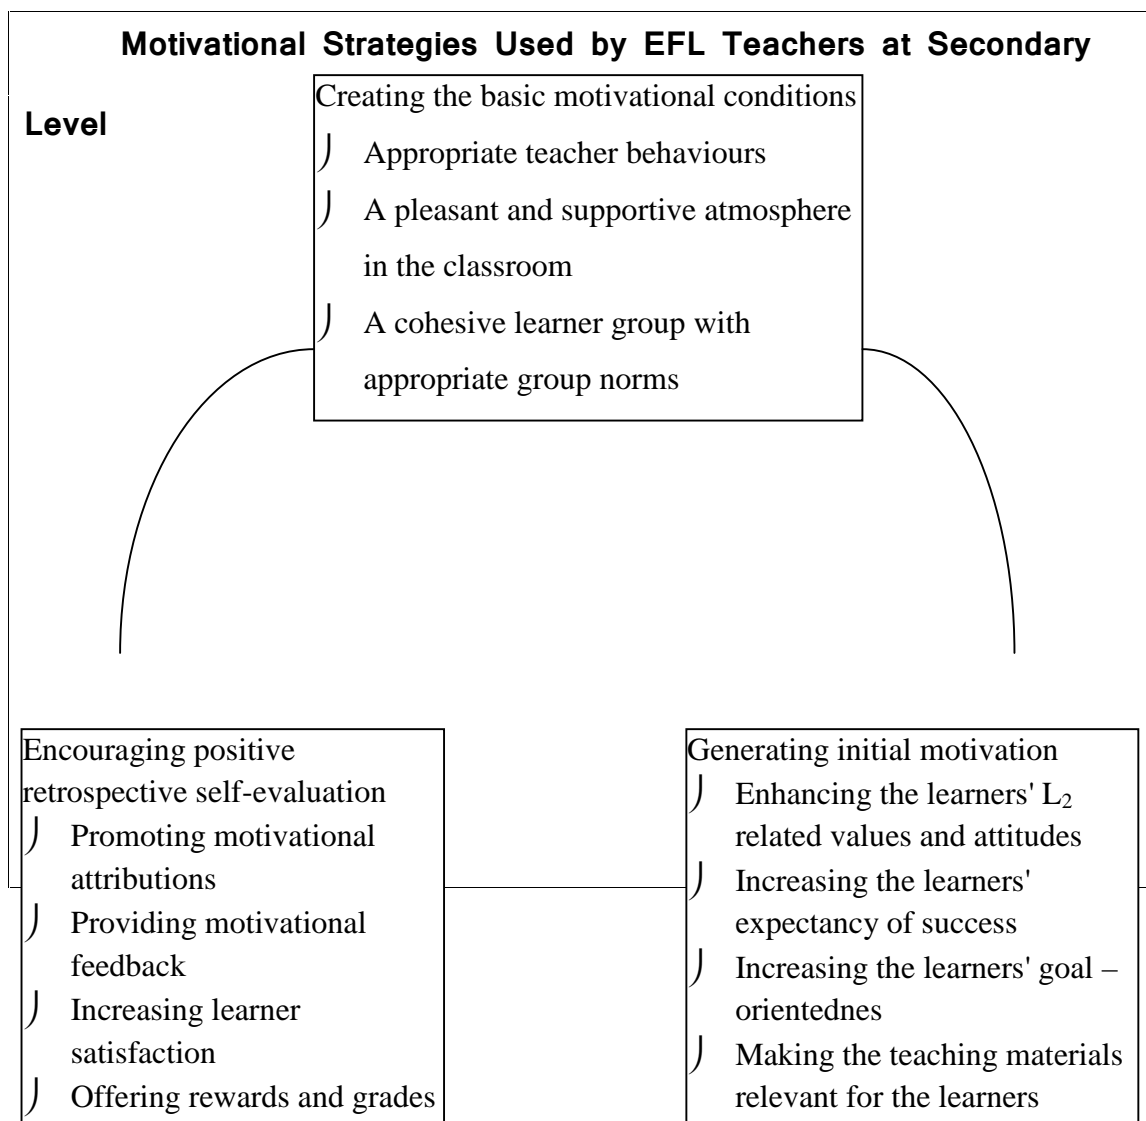 Motivational Strategies Used by EFL Teachers at Secondary
Level
Creating the basic motivational conditions
Appropriate teacher behaviours
A pleasant and supportive atmosphere
in the classroom
A cohesive learner group with
appropriate group norms
Encouraging positive
retrospective self-evaluation
Promoting motivational
attributions
Providing motivational
feedback
Increasing learner
satisfaction
Offering rewards and grades
Generating initial motivation
Enhancing the learners' L₂
related values and attitudes
Increasing the learners'
expectancy of success
Increasing the learners' goal –
orientednes
Making the teaching materials
relevant for the learners